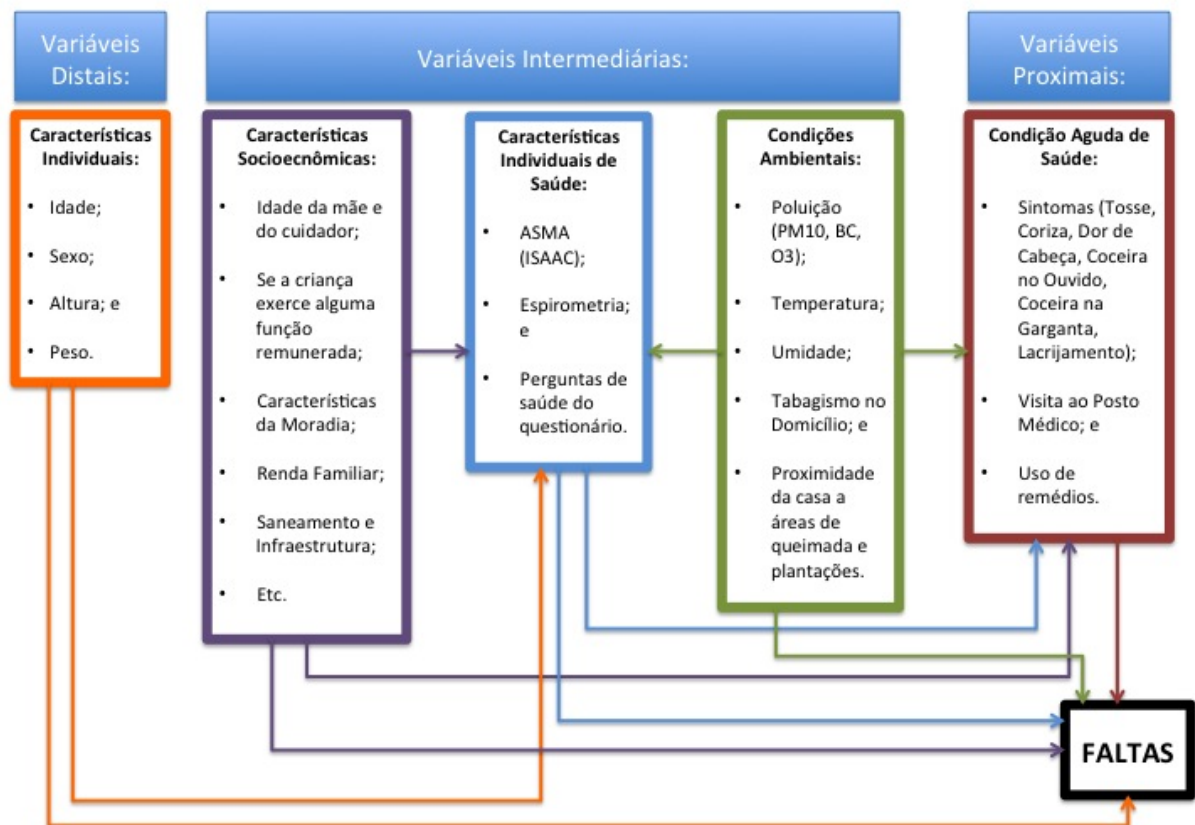 Variáveis
Distais:
Variáveis Intermediárias:
Variáveis
Proximais:
Características
Individuais:
• Idade;
• Sexo;
• Altura; e
• Peso.
Características
Socioecnômicas:
• Idade da mãe e
do cuidador;
• Se a criança
exerce alguma
função
remunerada;
• Características
da Moradia;
• Renda Familiar;
• Saneamento e
Infraestrutura;
• Etc.
Características
Individuais de
Saúde:
• ASMA
(ISAAC);
• Espirometria;
e
• Perguntas de
saúde do
questionário.
Condições
Ambientais:
• Poluição
(PM10, BC,
O3);
• Temperatura;
• Umidade;
• Tabagismo no
Domicílio; e
• Proximidade
da casa a
áreas de
queimada e
plantações.
Condição Aguda de
Saúde:
• Sintomas (Tosse,
Coriza, Dor de
Cabeça, Coceira
no Ouvido,
Coceira na
Garganta,
Lacrijamento);
• Visita ao Posto
Médico; e
• Uso de
remédios.
FALTAS